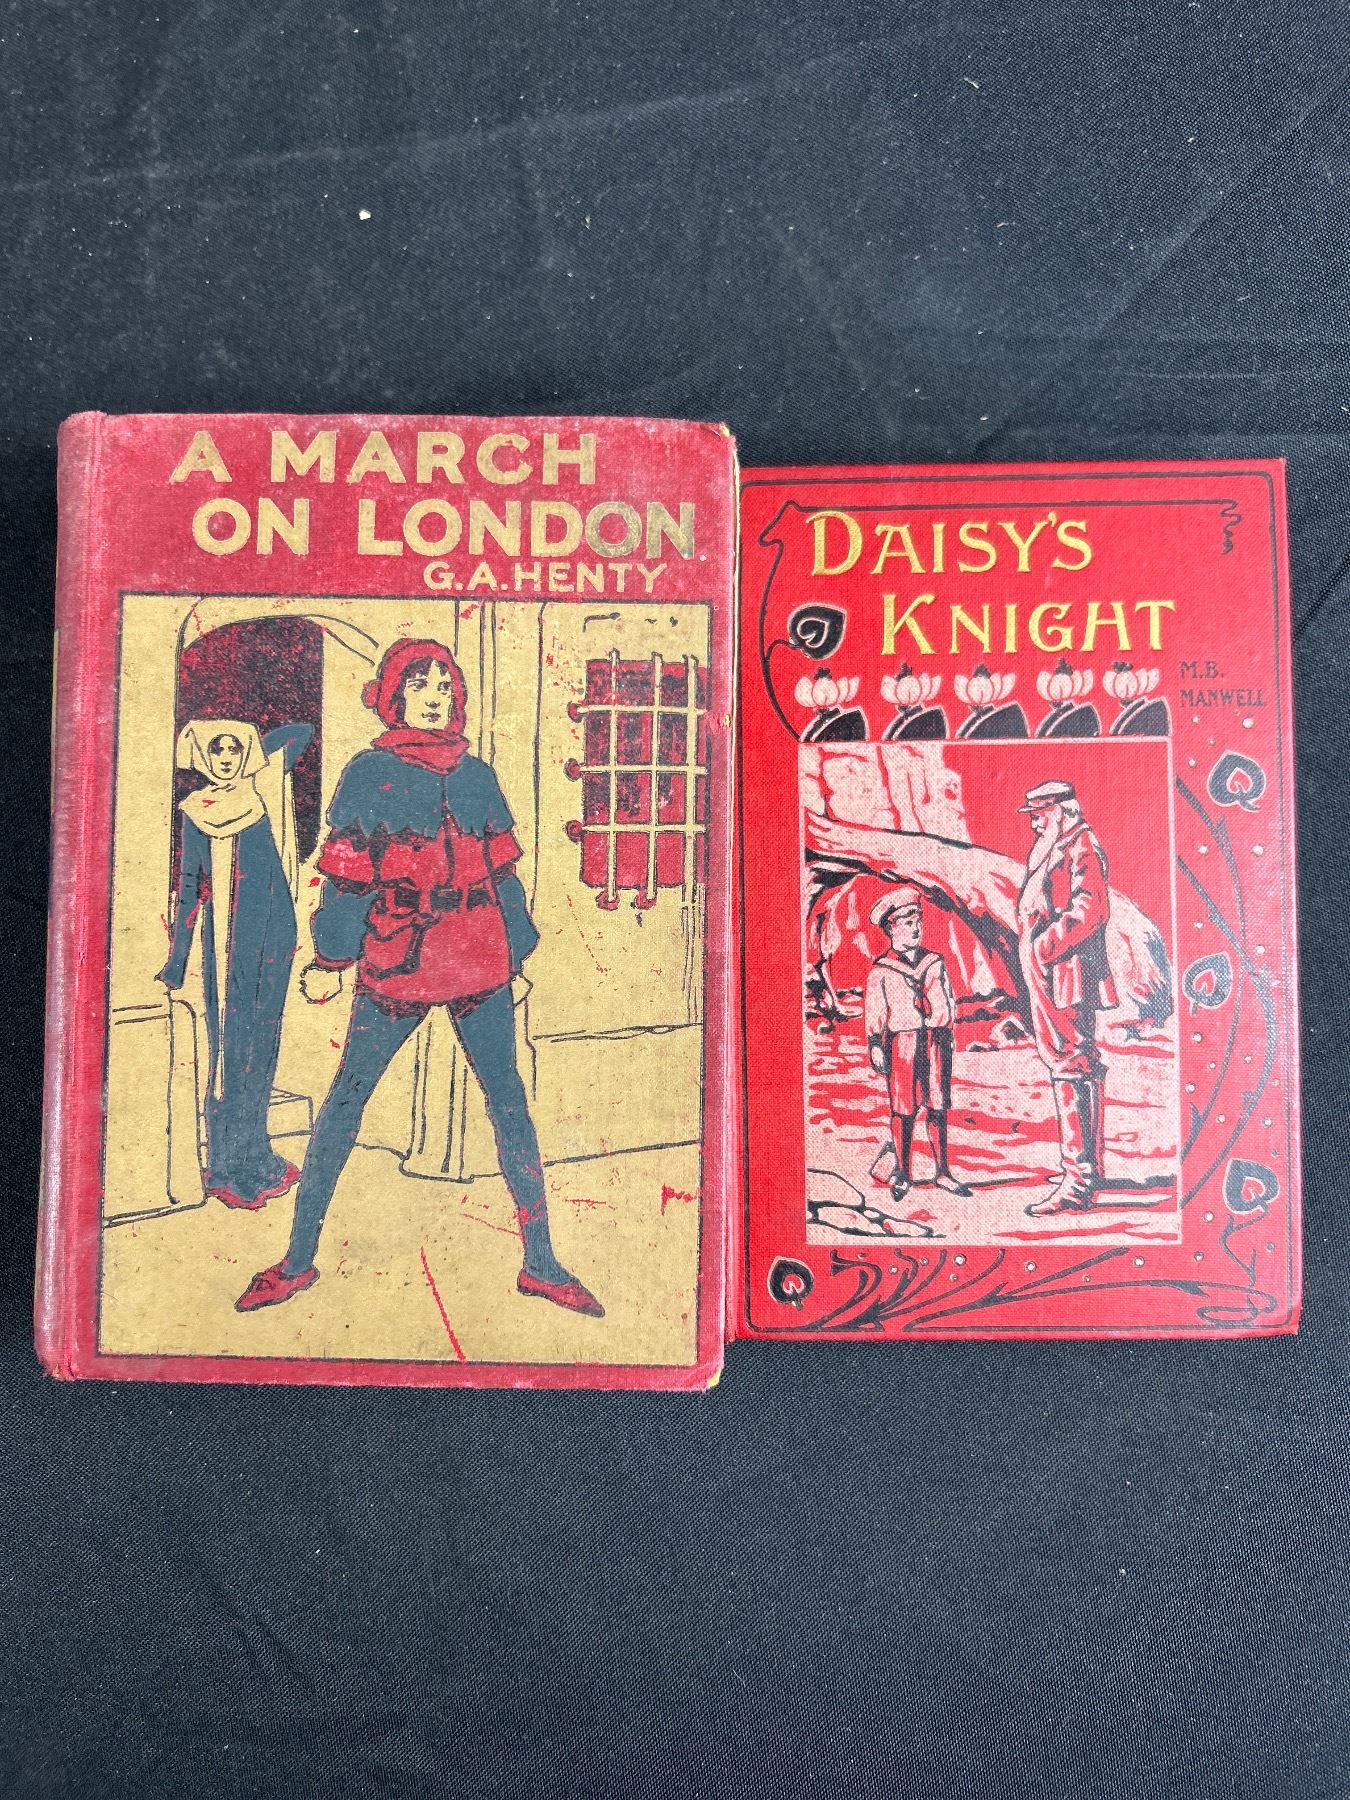 A MARCH
ON LONDON
G.A. HENTY
DAISY'S
KNIGHT
M.B.
MANWELL